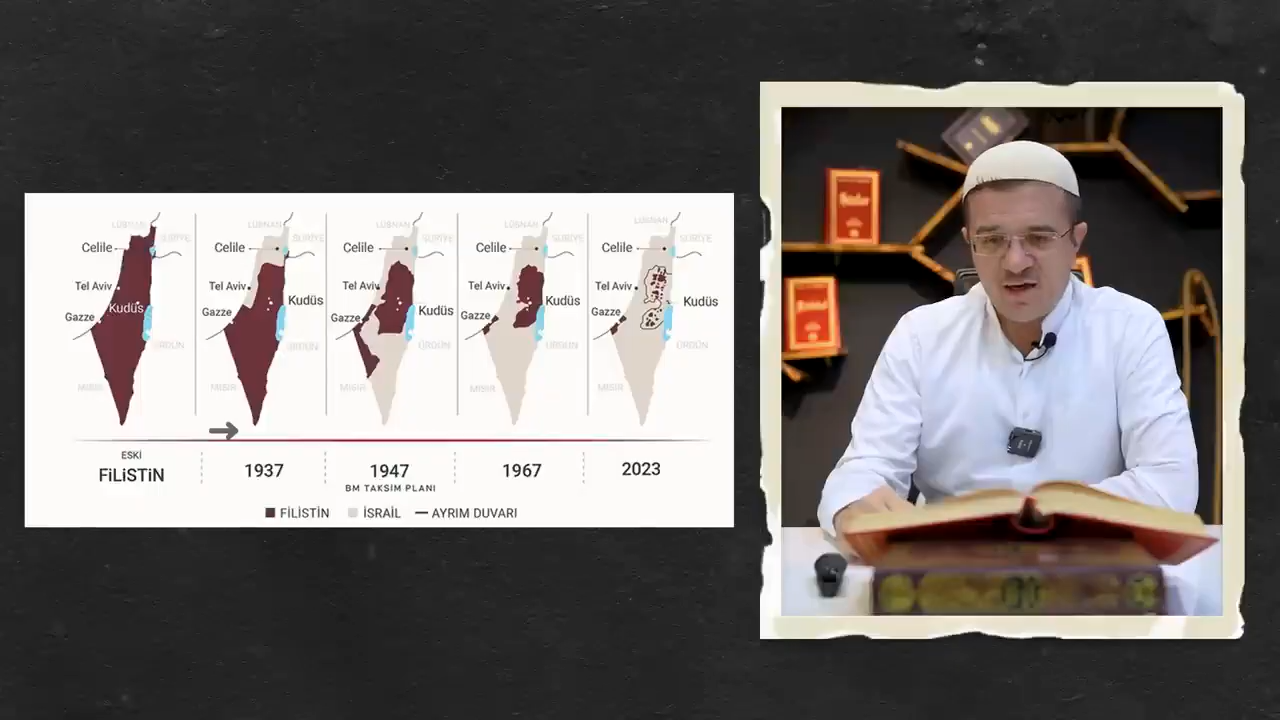 LÜBNAN
SURİYE
Celile
Tel Aviv
Kudüs
Gazze
ÜRDÜN
MISIR
LÜBNAN
SURİYE
Celile
Tel Aviv
Kudüs
Gazze
ÜRDÜN
MISIR
LÜBNAN
SURİYE
Celile
Tel Aviv
Kudüs
Gazze
ÜRDÜN
MISIR
LÜBNAN
SURİYE
Celile
Tel Aviv
Kudüs
Gazze
ÜRDÜN
MISIR
LÜBNAN
SURİYE
Celile
Tel Aviv
Kudüs
Gazze
ÜRDÜN
MISIR
ESKİ
FİLİSTİN
1937
1947
BM TAKSİM PLANI
1967
2023
FİLİSTİN
İSRAİL
AYRIM DUVARI